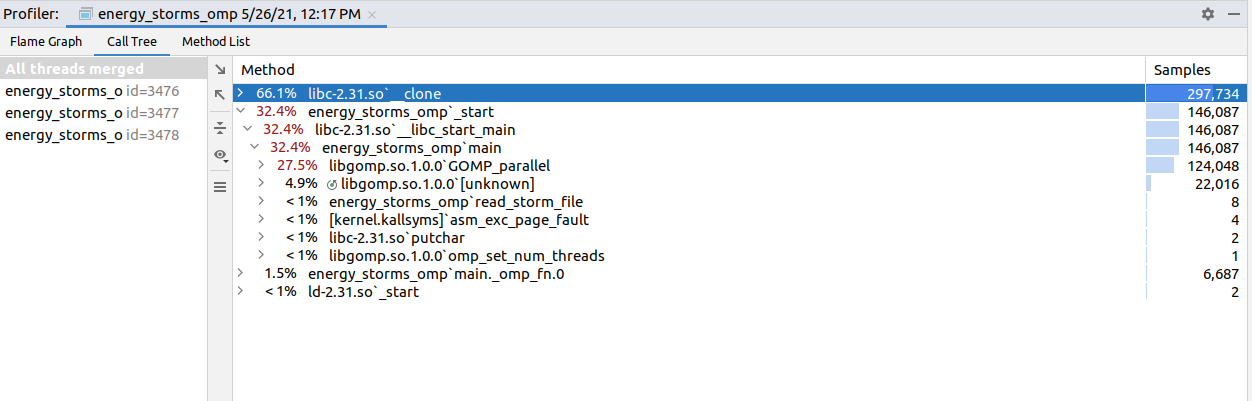 Profiler: energy_storms_omp 5/26/21, 12:17 PM
Flame Graph Call Tree Method List
All threads merged
energy_storms_o id=3476
energy_storms_o id=3477
energy_storms_o id=3478
Method Samples
66.1% libc-2.31.so`__clone 297,734
32.4% energy_storms_omp`_start 146,087
32.4% libc-2.31.so`__libc_start_main 146,087
32.4% energy_storms_omp`main 146,087
27.5% libgomp.so.1.0.0`GOMP_parallel 124,048
4.9% libgomp.so.1.0.0`[unknown] 22,016
< 1% energy_storms_omp`read_storm_file 8
< 1% [kernel.kallsyms]`asm_exc_page_fault 4
< 1% libc-2.31.so`putchar 2
< 1% libgomp.so.1.0.0`omp_set_num_threads 1
1.5% energy_storms_omp`main._omp_fn.0 6,687
< 1% ld-2.31.so`_start 2